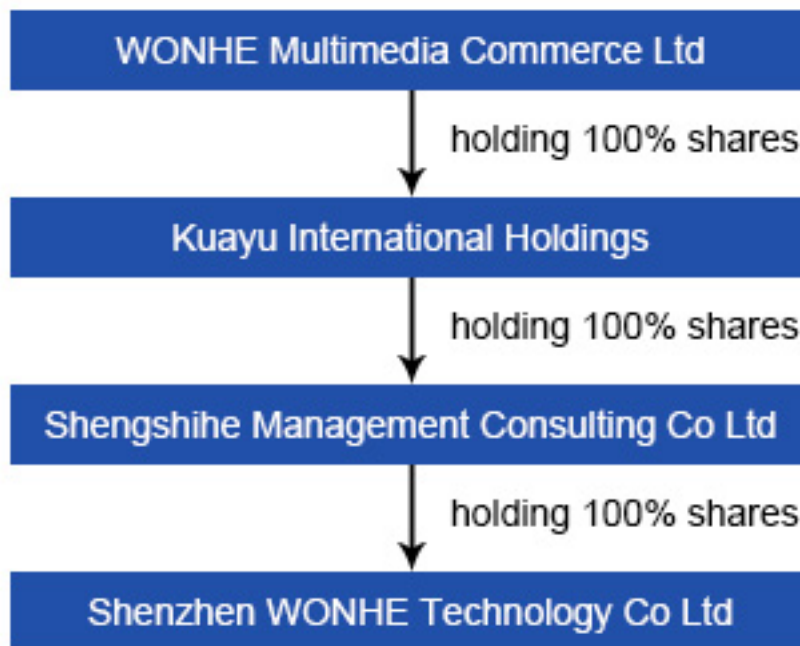 WONHE Multimedia Commerce Ltd
holding 100% shares
Kuayu International Holdings
holding 100% shares
Shengshihe Management Consulting Co Ltd
holding 100% shares
Shenzhen WONHE Technology Co Ltd